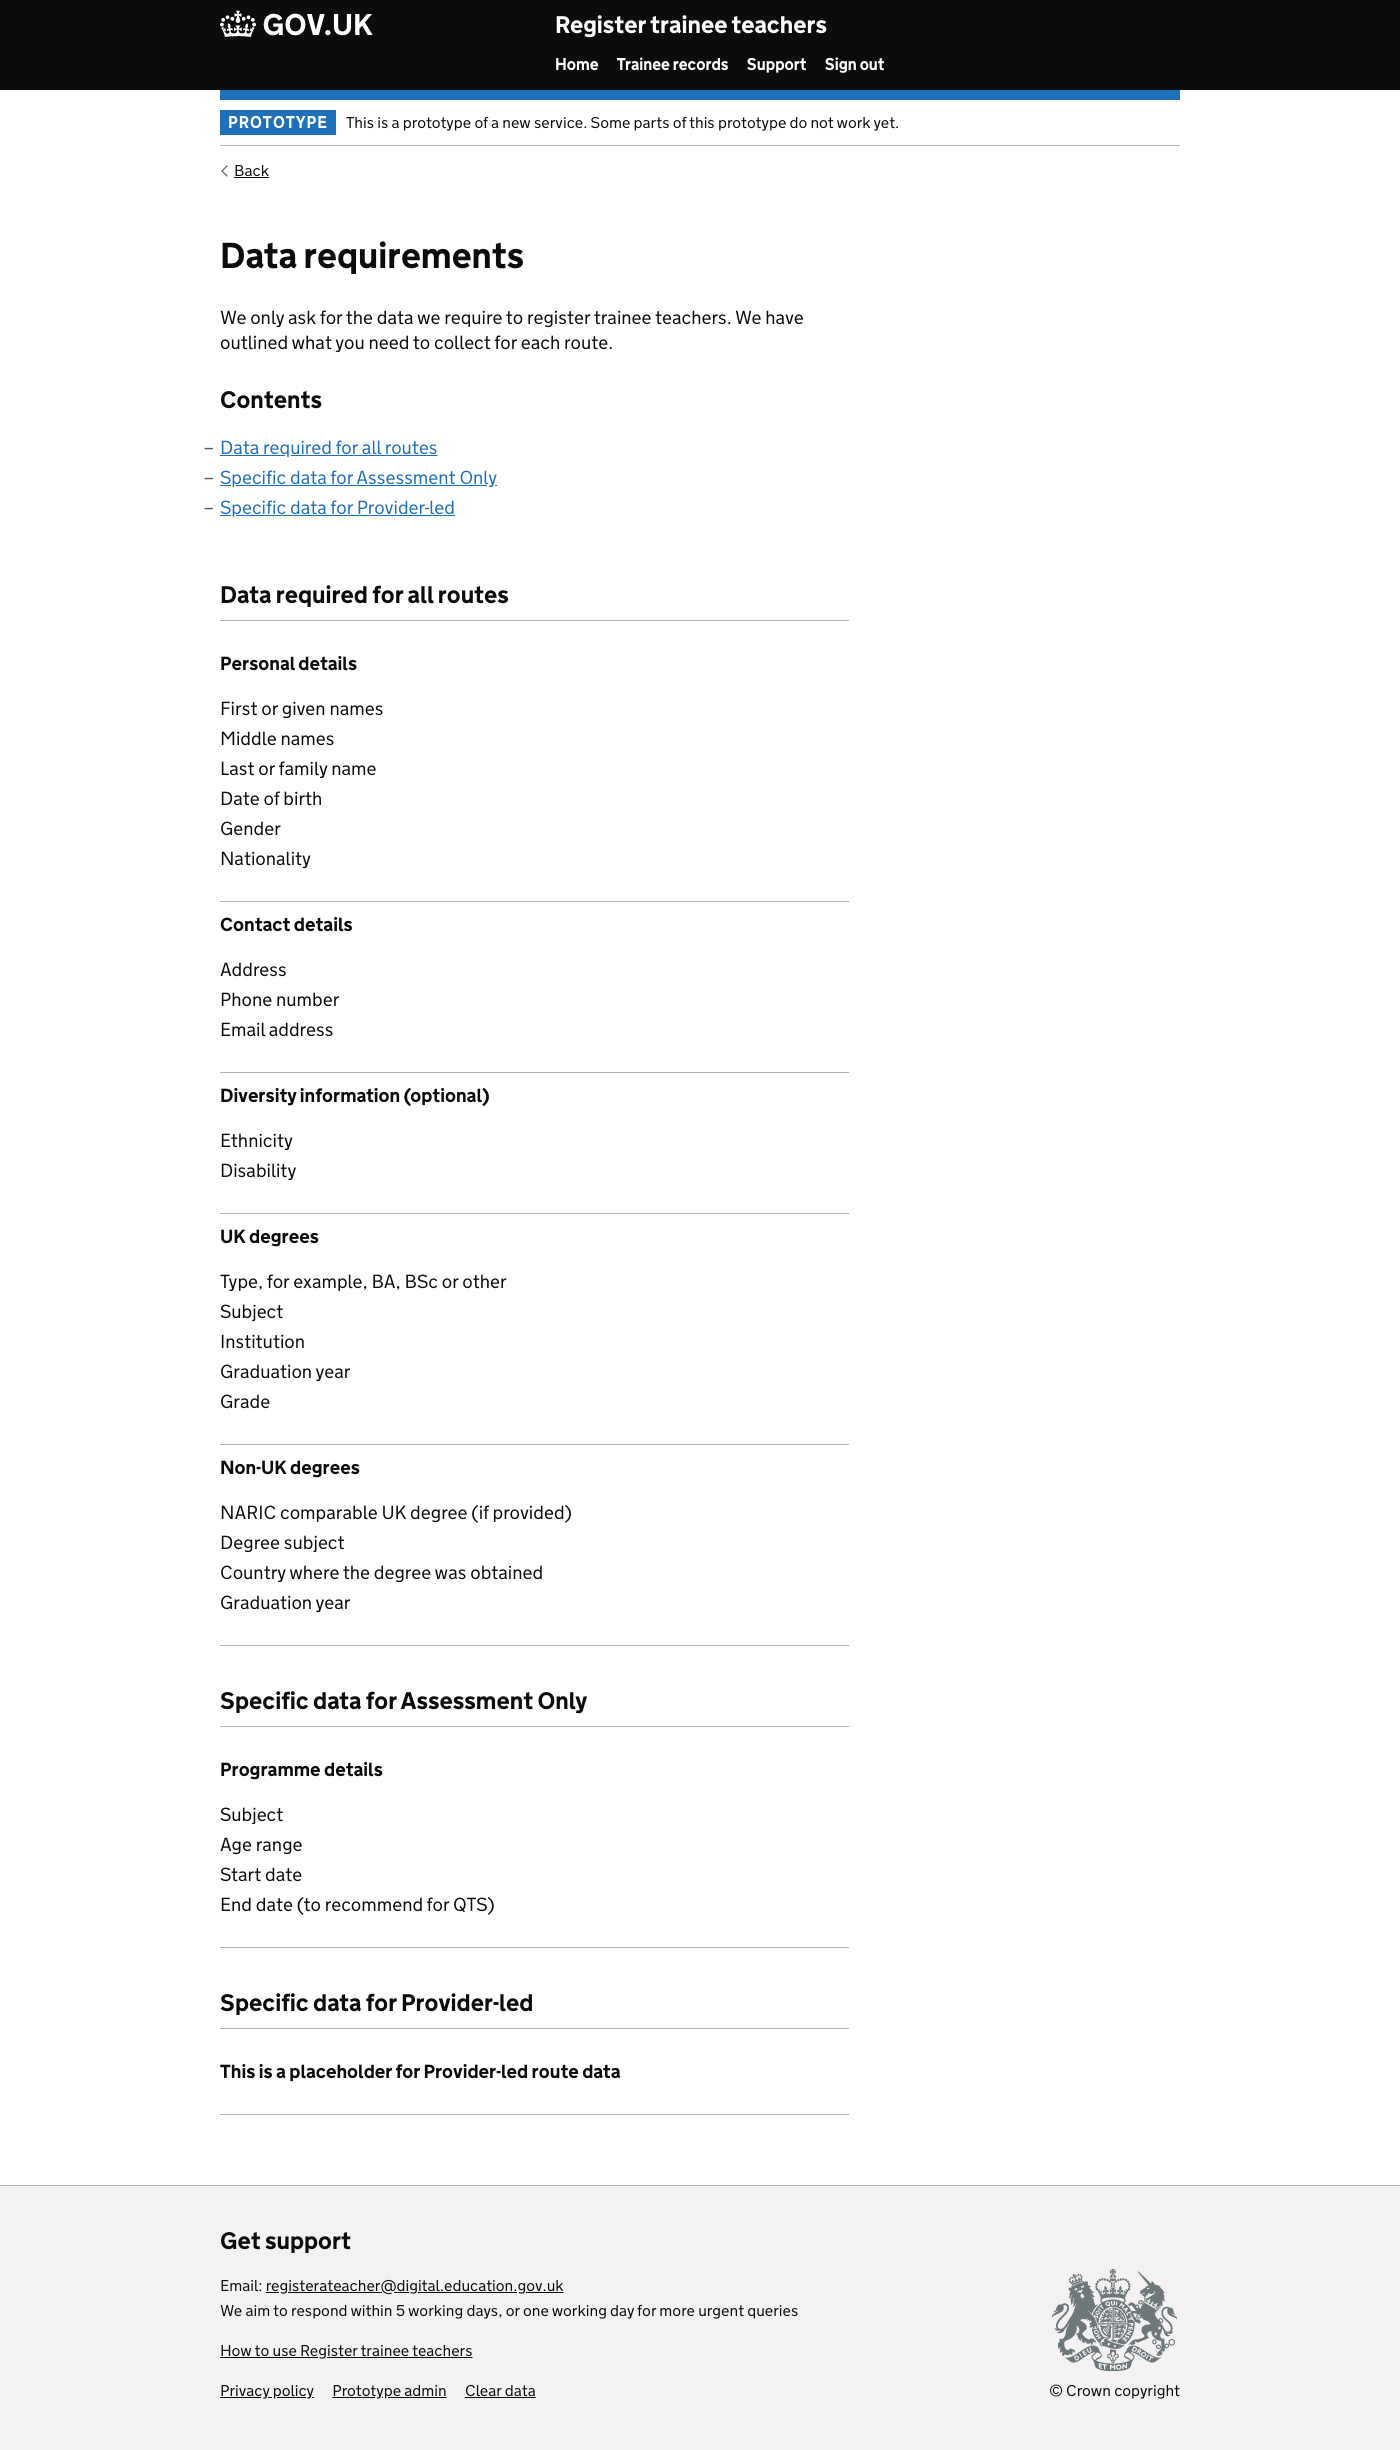 GOV.UK
Register trainee teachers
Home Trainee records Support Sign out
PROTOTYPE This is a prototype of a new service. Some parts of this prototype do not work yet.
Back
Data requirements
We only ask for the data we require to register trainee teachers. We have
outlined what you need to collect for each route.
Contents
– Data required for all routes
– Specific data for Assessment Only
– Specific data for Provider-led
Data required for all routes
Personal details
First or given names
Middle names
Last or family name
Date of birth
Gender
Nationality
Contact details
Address
Phone number
Email address
Diversity information (optional)
Ethnicity
Disability
UK degrees
Type, for example, BA, BSc or other
Subject
Institution
Graduation year
Grade
Non-UK degrees
NARIC comparable UK degree (if provided)
Degree subject
Country where the degree was obtained
Graduation year
Specific data for Assessment Only
Programme details
Subject
Age range
Start date
End date (to recommend for QTS)
Specific data for Provider-led
This is a placeholder for Provider-led route data
Get support
Email: registerateacher@digital.education.gov.uk
We aim to respond within 5 working days, or one working day for more urgent queries
How to use Register trainee teachers
Privacy policy Prototype admin Clear data
DIEU ET MON DROIT
© Crown copyright